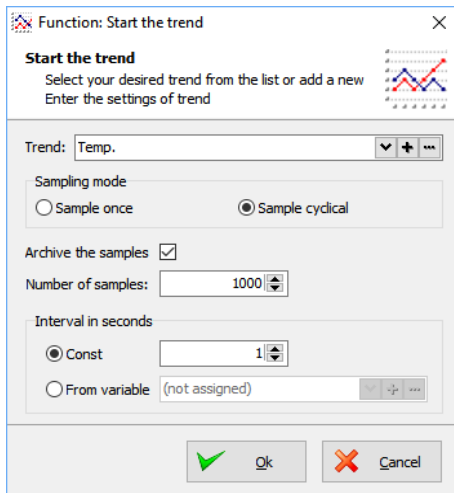 Function: Start the trend
Start the trend
Select your desired trend from the list or add a new
Enter the settings of trend
Trend: Temp.
Sampling mode
Sample once Sample cyclical
Archive the samples
Number of samples: 1000
Interval in seconds
Const 1
From variable (not assigned)
Ok Cancel